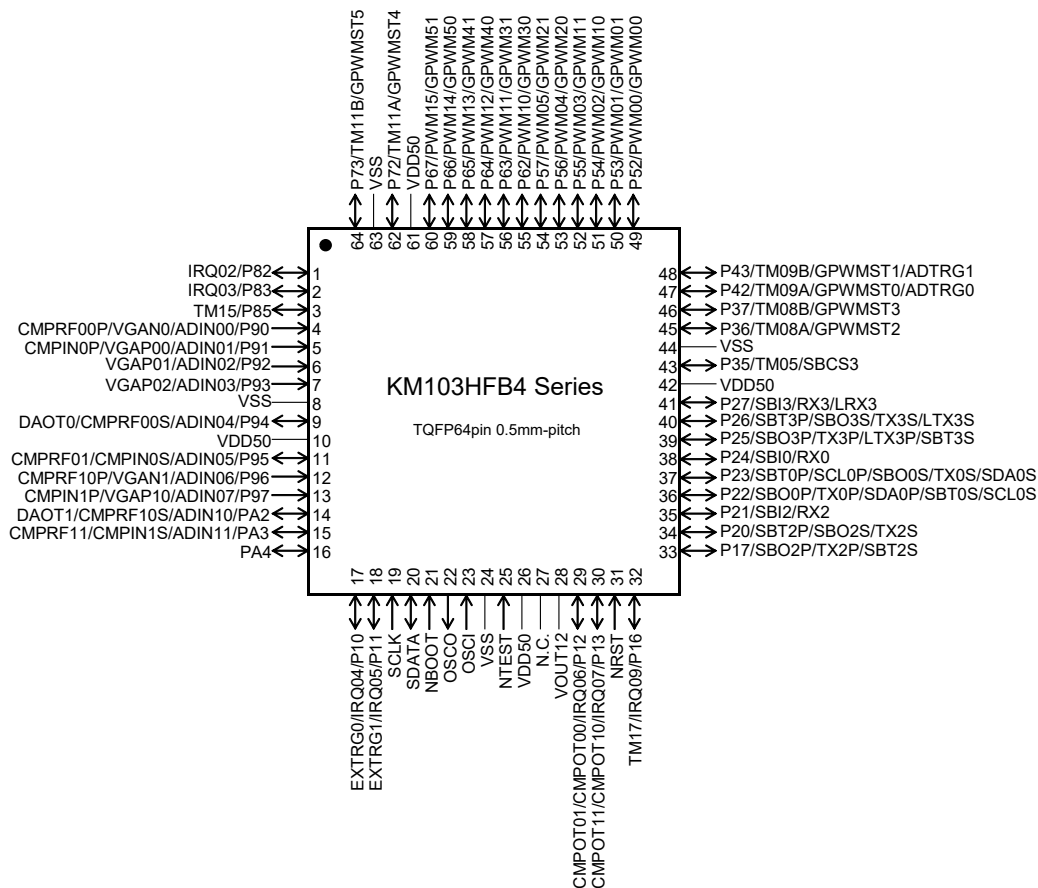 P73/TM11B/GPWMST5
VSS
P72/TM11A/GPWMST4
VDD50
P67/PWM15/GPWM51
P66/PWM14/GPWM50
P65/PWM13/GPWM41
P64/PWM12/GPWM40
P63/PWM11/GPWM31
P62/PWM10/GPWM30
P57/PWM05/GPWM21
P56/PWM04/GPWM20
P55/PWM03/GPWM11
P54/PWM02/GPWM10
P53/PWM01/GPWM01
P52/PWM00/GPWM00
64 63 62 61 60 59 58 57 56 55 54 53 52 51 50 49
IRQ02/P82 1
IRQ03/P83 2
TM15/P85 3
CMPRF00P/VGAN0/ADIN00/P90 4
CMPIN0P/VGAP00/ADIN01/P91 5
VGAP01/ADIN02/P92 6
VGAP02/ADIN03/P93 7
VSS 8
DAOT0/CMPRF00S/ADIN04/P94 9
VDD50 10
CMPRF01/CMPIN0S/ADIN05/P95 11
CMPRF10P/VGAN1/ADIN06/P96 12
CMPIN1P/VGAP10/ADIN07/P97 13
DAOT1/CMPRF10S/ADIN10/PA2 14
CMPRF11/CMPIN1S/ADIN11/PA3 15
PA4 16
KM103HFB4 Series
TQFP64pin 0.5mm-pitch
48 P43/TM09B/GPWMST1/ADTRG1
47 P42/TM09A/GPWMST0/ADTRG0
46 P37/TM08B/GPWMST3
45 P36/TM08A/GPWMST2
44 VSS
43 P35/TM05/SBCS3
42 VDD50
41 P27/SBI3/RX3/LRX3
40 P26/SBT3P/SBO3S/TX3S/LTX3S
39 P25/SBO3P/TX3P/LTX3P/SBT3S
38 P24/SBI0/RX0
37 P23/SBT0P/SCL0P/SBO0S/TX0S/SDA0S
36 P22/SBO0P/TX0P/SDA0P/SBT0S/SCL0S
35 P21/SBI2/RX2
34 P20/SBT2P/SBO2S/TX2S
33 P17/SBO2P/TX2P/SBT2S
17 18 19 20 21 22 23 24 25 26 27 28 29 30 31 32
EXTRG0/IRQ04/P10
EXTRG1/IRQ05/P11
SCLK
SDATA
NBOOT
OSCO
OSCI
VSS
NTEST
VDD50
N.C.
VOUT12
CMPOT01/CMPOT00/IRQ06/P12
CMPOT11/CMPOT10/IRQ07/P13
NRST
TM17/IRQ09/P16